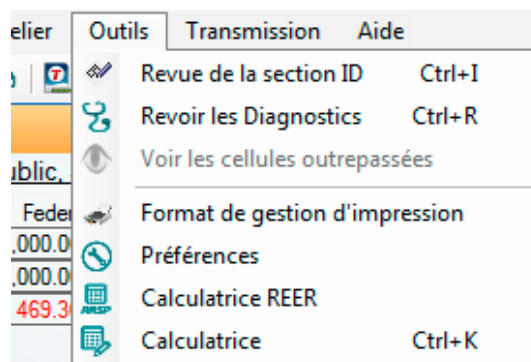 elier Outils Transmission Aide
Revue de la section ID Ctrl+I
Revoir les Diagnostics Ctrl+R
Voir les cellules outrepassées
ublic,
Format de gestion d'impression
Feder
,000.0
Préférences
,000.0
Calculatrice REER
RRSP
469.3
Calculatrice Ctrl+K